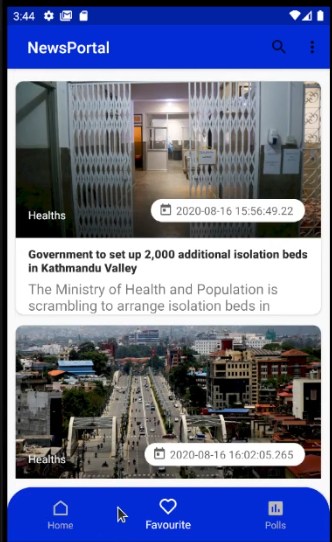 3:44
NewsPortal
Healths
2020-08-16 15:56:49.22
Government to set up 2,000 additional isolation beds
in Kathmandu Valley
The Ministry of Health and Population is
scrambling to arrange isolation beds in
Healths
2020-08-16 16:02:05.265
Home
Favourite
Polls